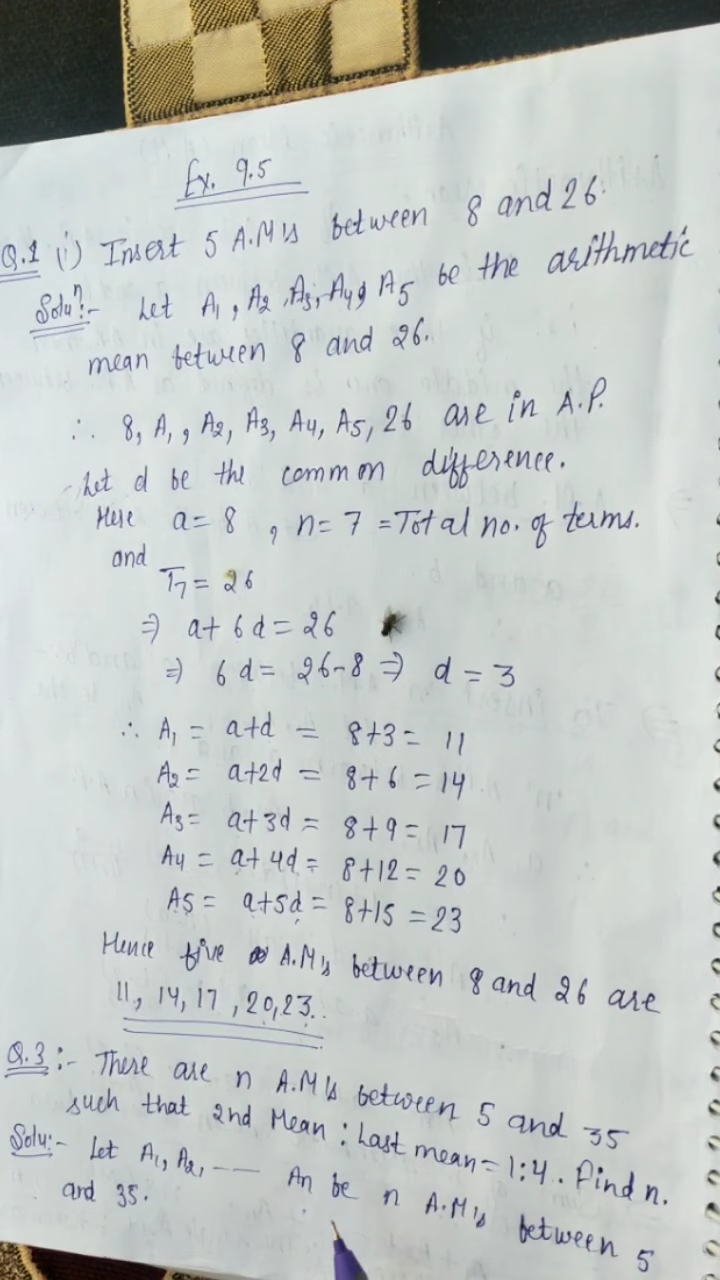 Ex. 9.5
Q.1 (i) Insert 5 A.M's between 8 and 26.
Soluⁿ:- Let A₁, A₂, A₃, A₄, A₅ be the arithmetic
mean between 8 and 26.
∴ 8, A₁, A₂, A₃, A₄, A₅, 26 are in A.P.
Let d be the common difference.
Here a = 8, n = 7 = Total no. of terms.
and
T₇ = 26
⇒ a + 6d = 26
⇒ 6d = 26-8 ⇒ d = 3
∴ A₁ = a+d = 8+3 = 11
A₂ = a+2d = 8+6 = 14
A₃ = a+3d = 8+9 = 17
A₄ = a+4d = 8+12 = 20
A5 = a+5d = 8+15 = 23
Hence five A.M's between 8 and 26 are
11, 14, 17, 20, 23.
Q.3 :- There are n A.M's between 5 and 35
such that 2nd Mean : Last mean = 1:4. Find n.
Solu:- Let A₁, A₂, ---- An be n A.M's between 5
and 35.